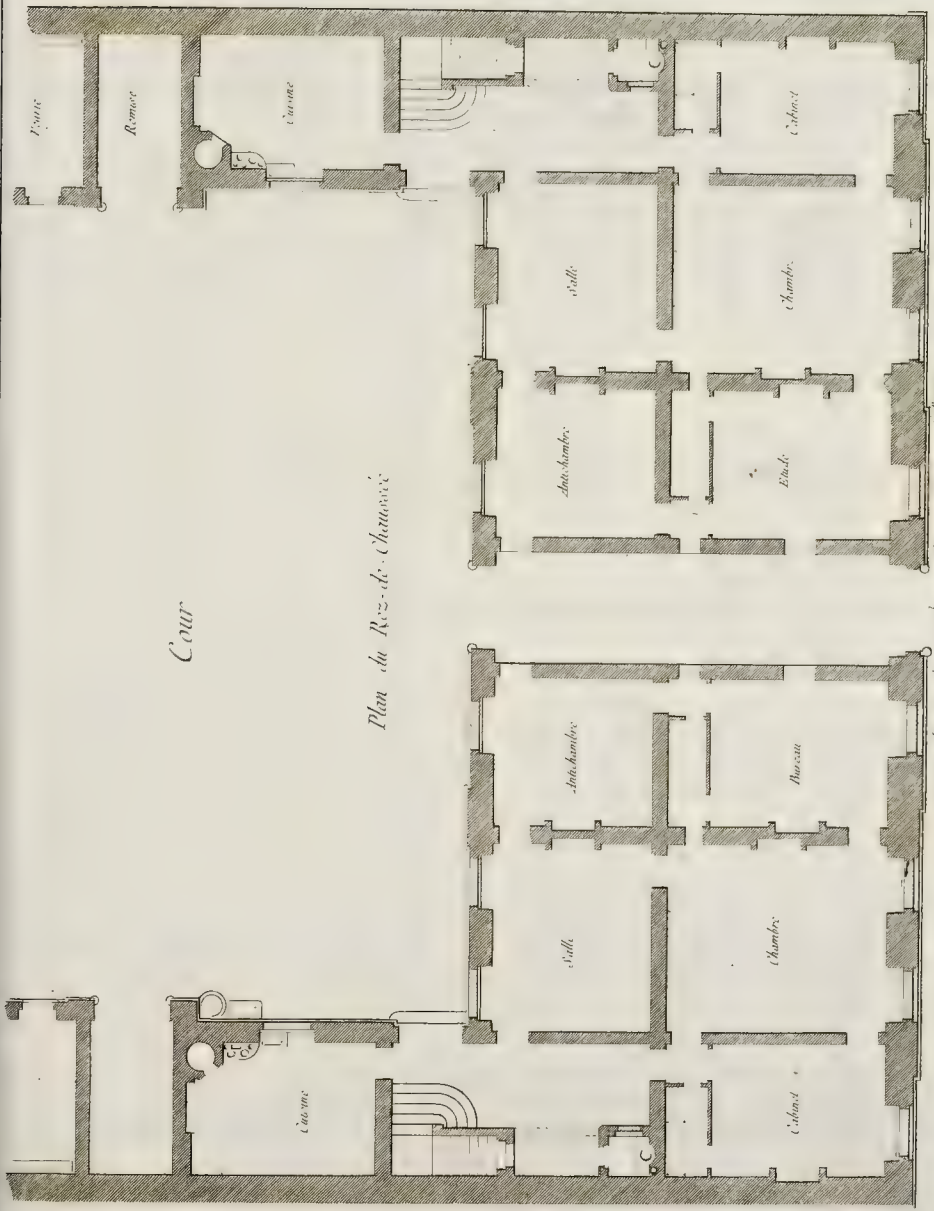 Ecurie
Remise
Cour
Cuisine
Cuisine
Plan du Rez-de-Chaussée
Salle
Antichambre
Antichambre
Salle
Cabinet
Chambre
Bureau
Etude
Chambre
Cabinet